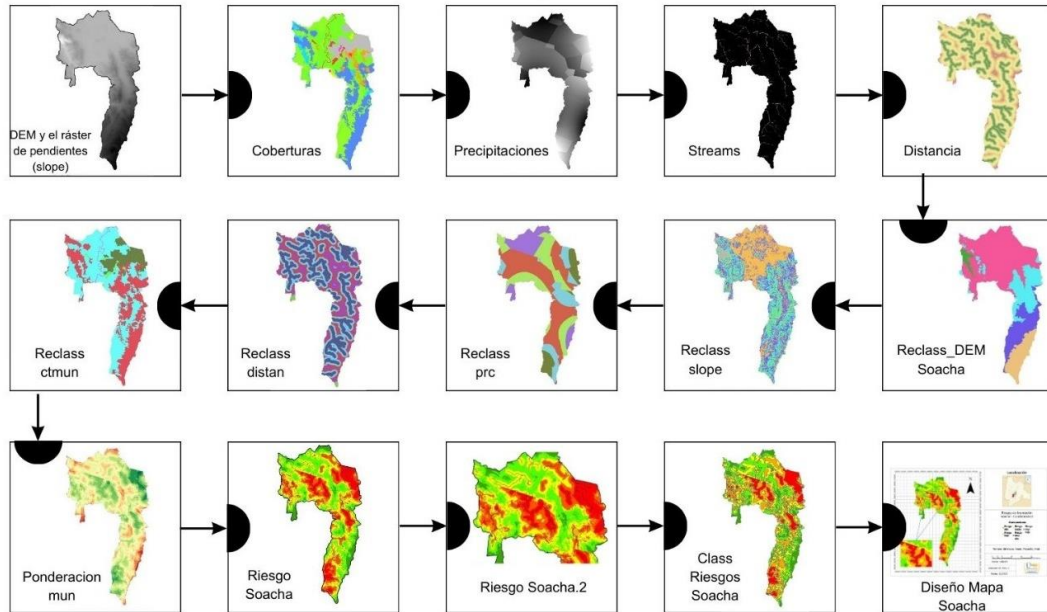 DEM y el ráster
de pendientes
(slope)
Coberturas
Precipitaciones
Streams
Distancia
Reclass
ctmun
Reclass
distan
Reclass
prc
Reclass
slope
Reclass_DEM
Soacha
Ponderacion
mun
Riesgo
Soacha
Riesgo Soacha.2
Class
Riesgos
Soacha
Diseño Mapa
Soacha